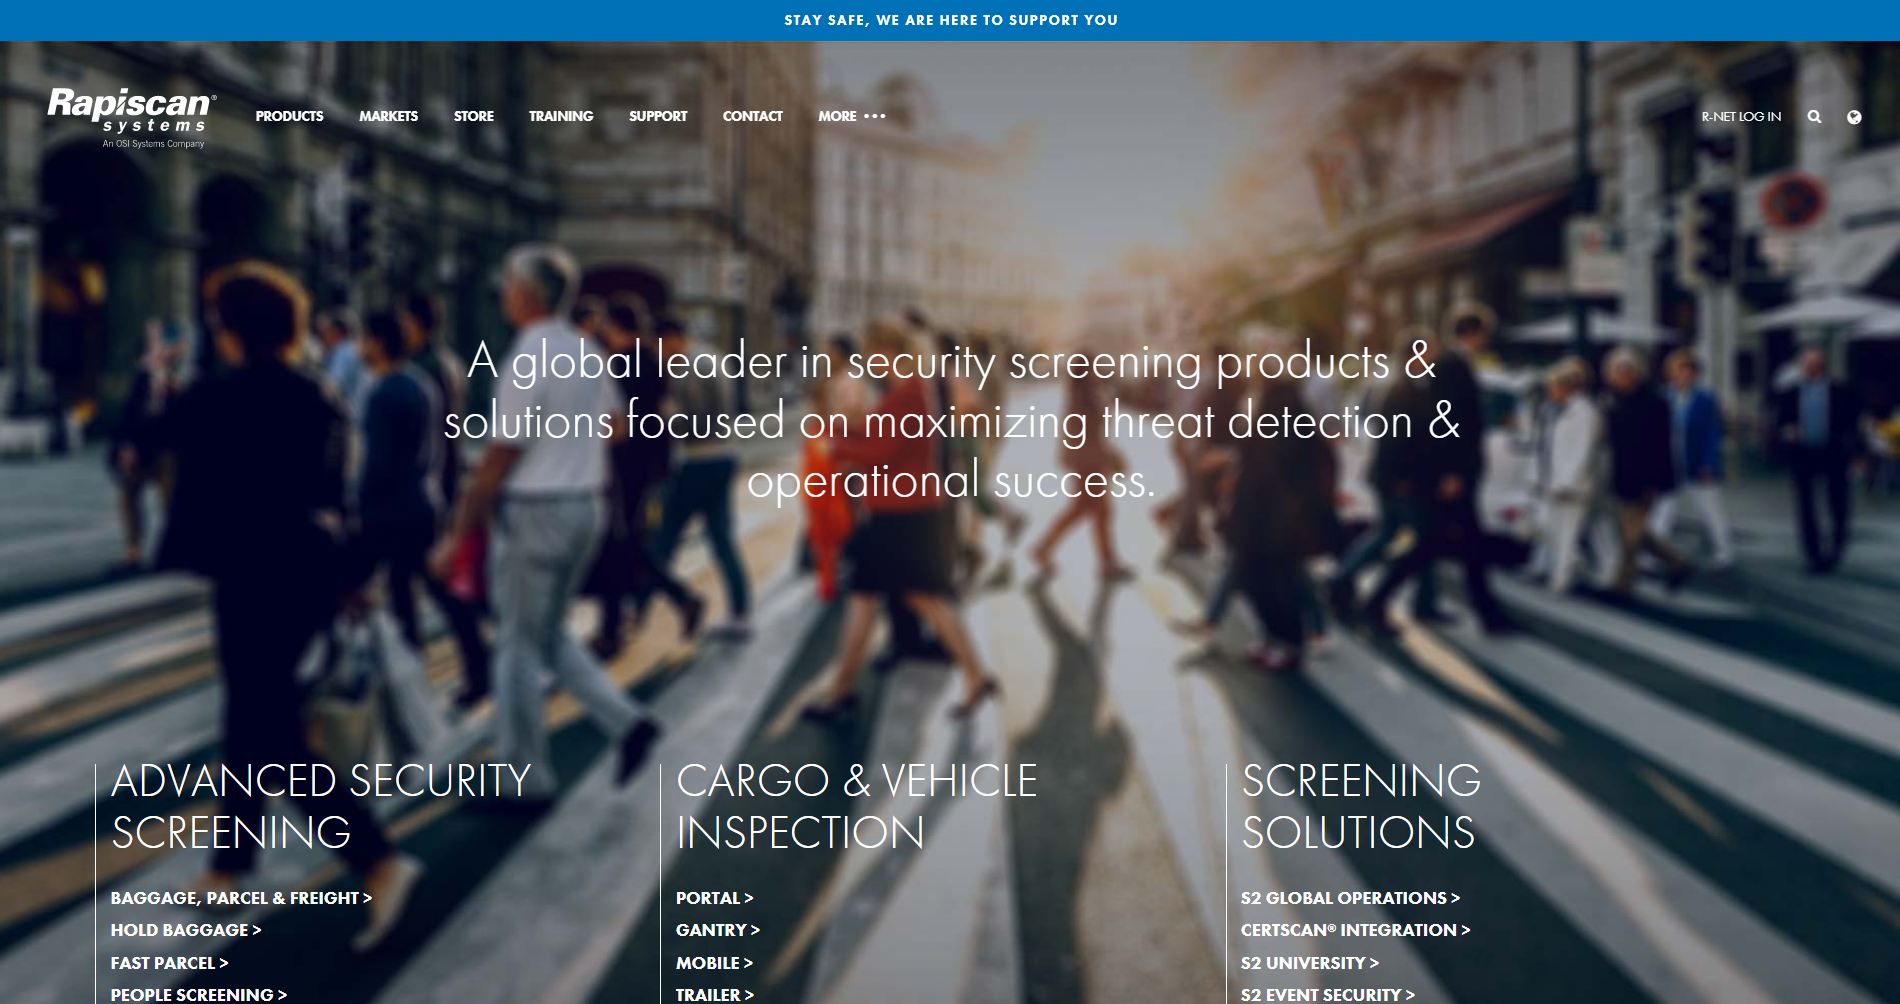 STAY SAFE, WE ARE HERE TO SUPPORT YOU
Rapiscan®
systems
An OSI Systems Company
PRODUCTS
MARKETS
STORE
TRAINING
SUPPORT
CONTACT
MORE •••
R-NET LOG IN
A global leader in security screening products &
solutions focused on maximizing threat detection &
operational success.
ADVANCED SECURITY
SCREENING
BAGGAGE, PARCEL & FREIGHT >
HOLD BAGGAGE >
FAST PARCEL >
PEOPLE SCREENING >
CARGO & VEHICLE
INSPECTION
PORTAL >
GANTRY >
MOBILE >
TRAILER >
SCREENING
SOLUTIONS
S2 GLOBAL OPERATIONS >
CERTSCAN® INTEGRATION >
S2 UNIVERSITY >
S2 EVENT SECURITY >